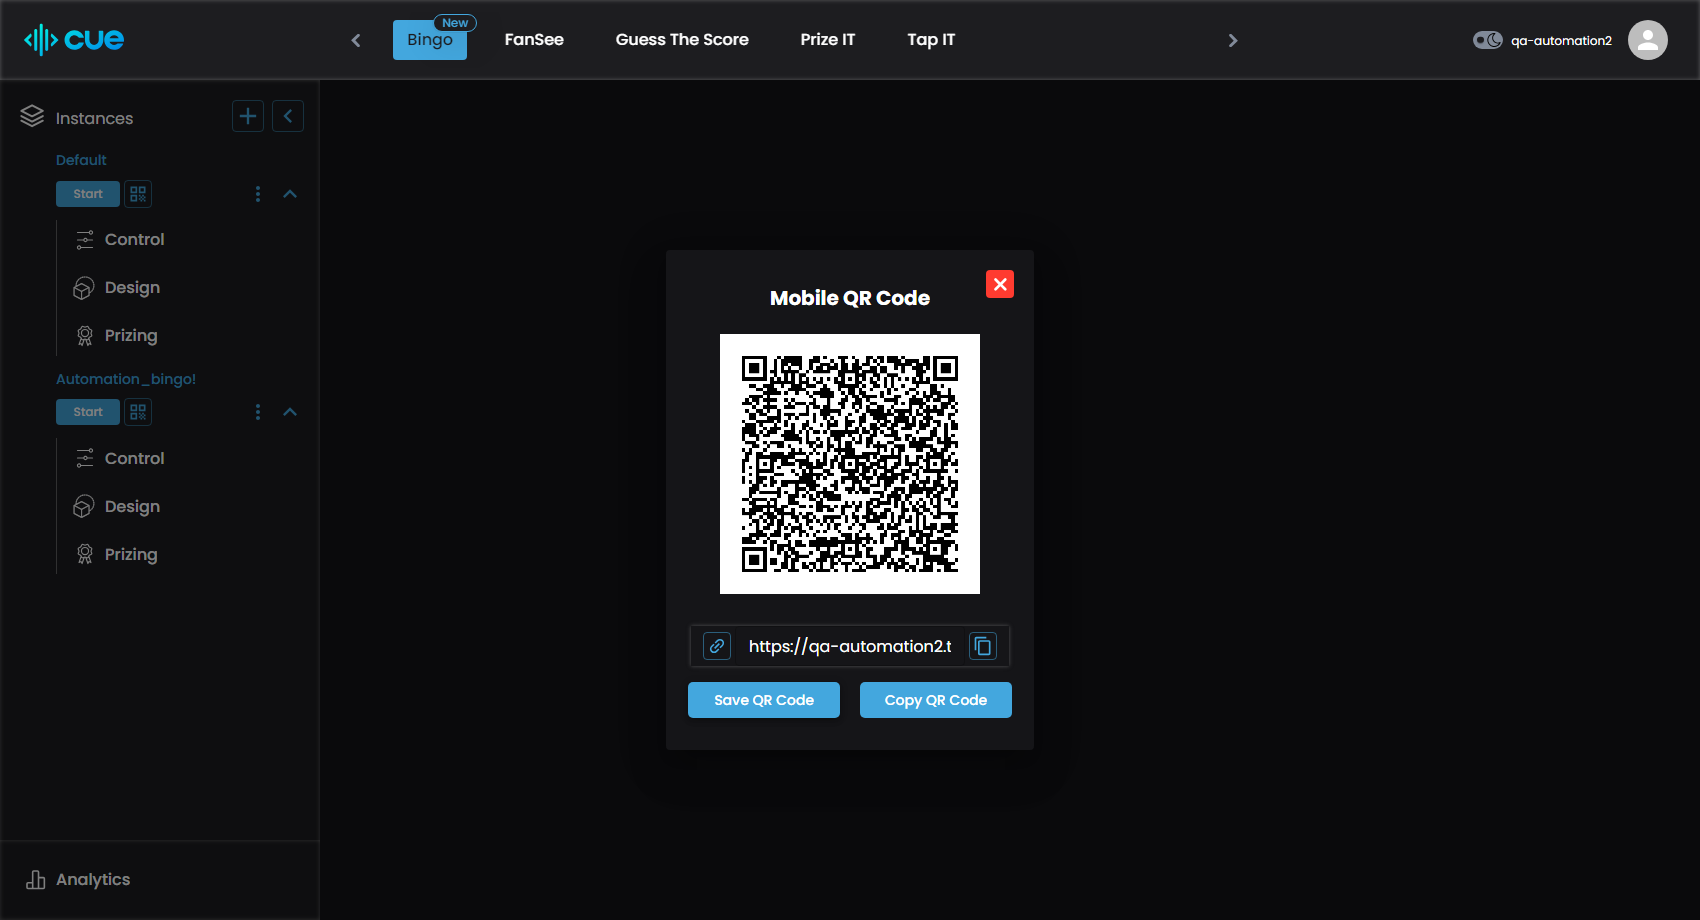 cue
Bingo
New
FanSee
Guess The Score
Prize IT
Tap IT
qa-automation2
Instances
Default
Start
Control
Design
Prizing
Automation_bingo!
Start
Control
Design
Prizing
Analytics
Mobile QR Code
https://qa-automation2.t
Save QR Code
Copy QR Code